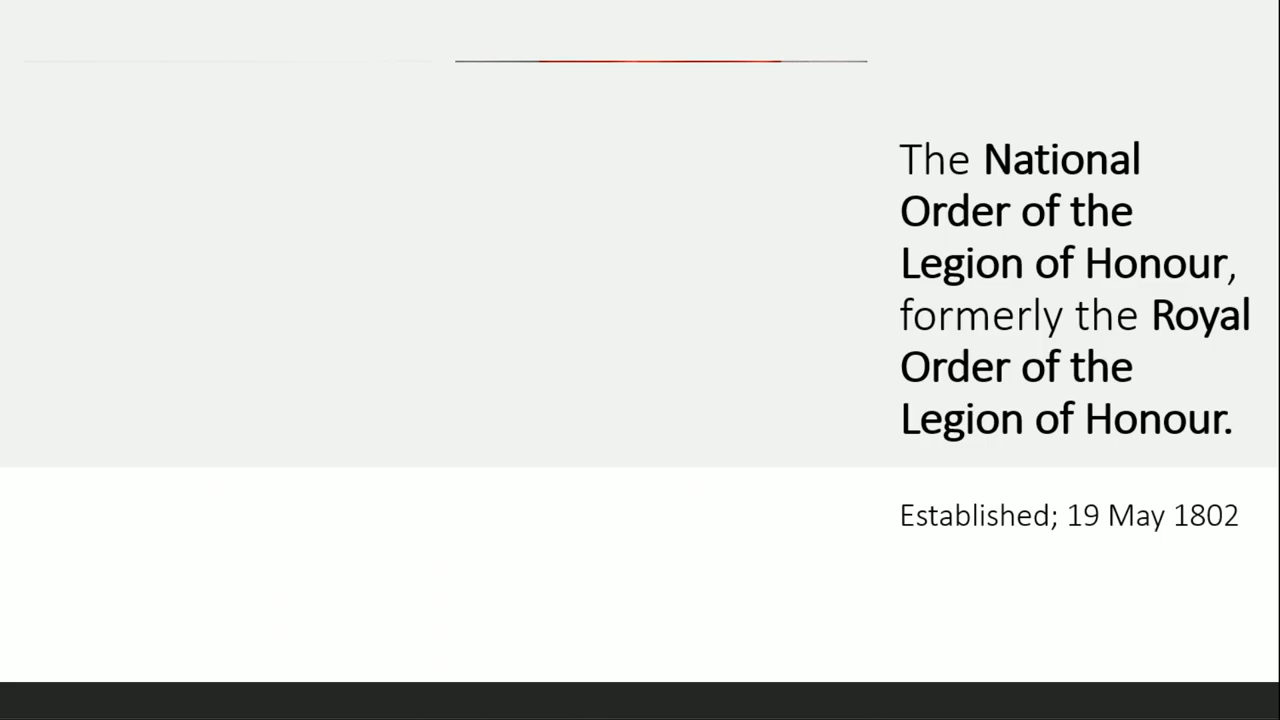 The National
Order of the
Legion of Honour,
formerly the Royal
Order of the
Legion of Honour.
Established; 19 May 1802